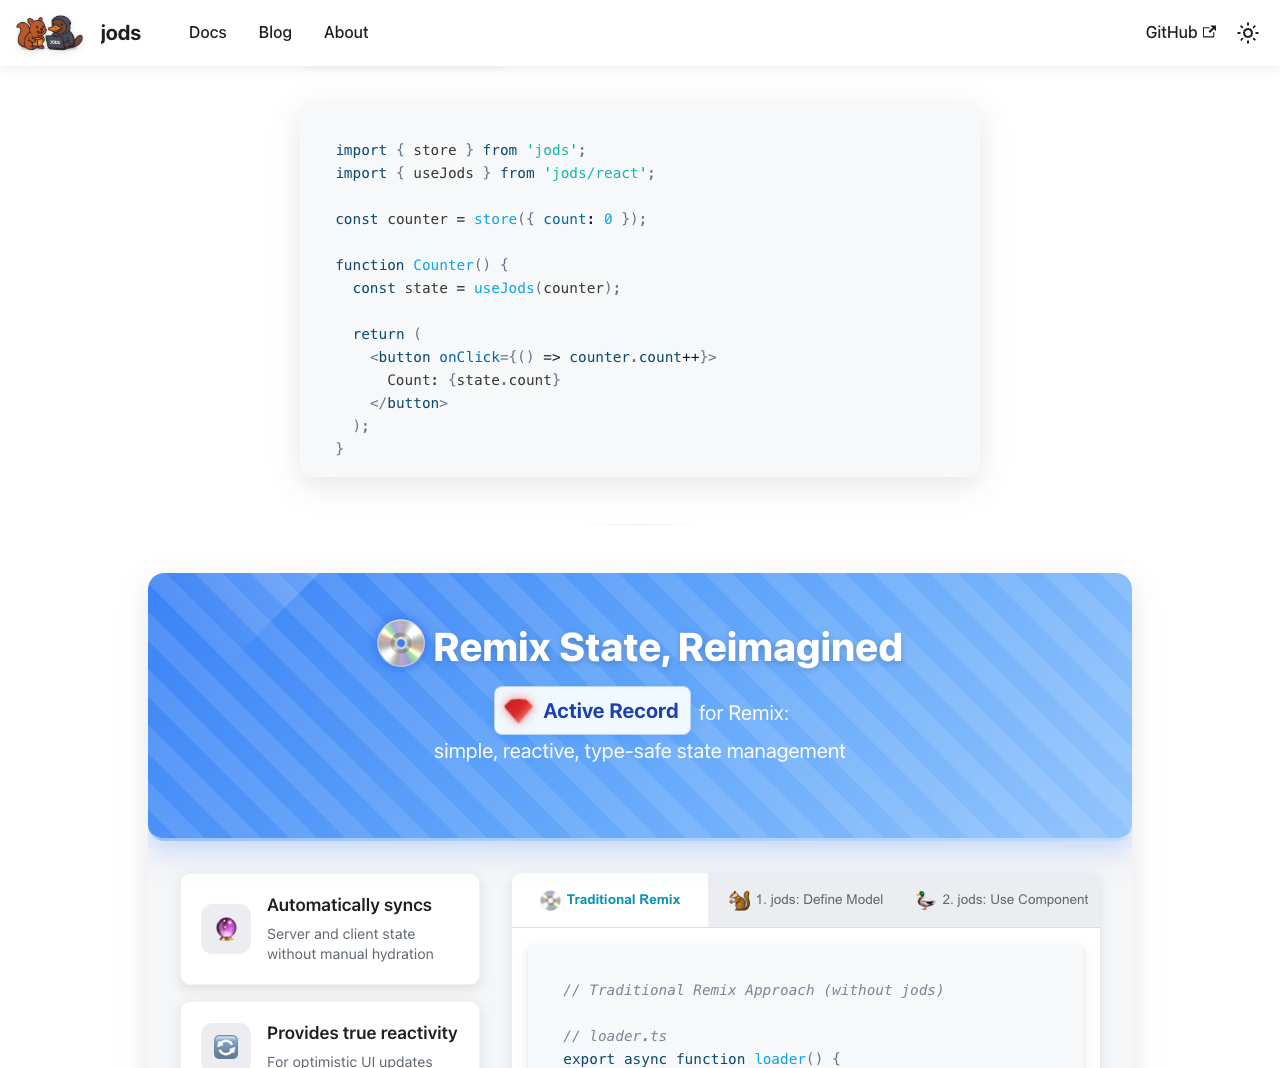 jods
Docs
Blog
About
GitHub
import { store } from 'jods';
import { useJods } from 'jods/react';
const counter = store({ count: 0 });
function Counter() {
  const state = useJods(counter);
  return (
    <button onClick={() => counter.count++}>
      Count: {state.count}
    </button>
  );
}
Remix State, Reimagined
Active Record for Remix:
simple, reactive, type-safe state management
Automatically syncs
Server and client state
without manual hydration
Provides true reactivity
For optimistic UI updates
Traditional Remix
1. jods: Define Model
2. jods: Use Component
// Traditional Remix Approach (without jods)
// loader.ts
export async function loader() {